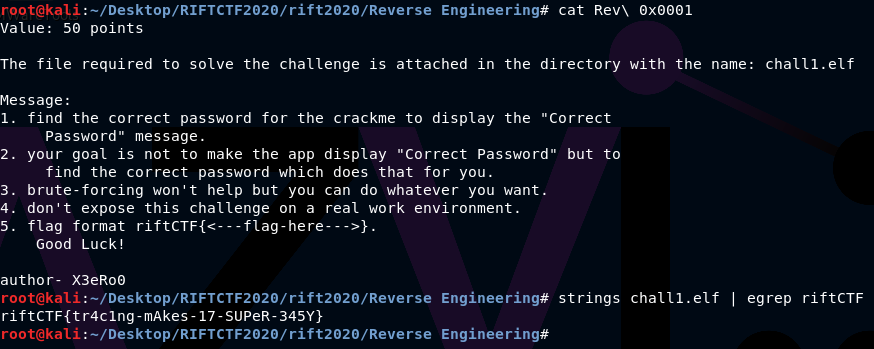 root@kali:~/Desktop/RIFTCTF2020/rift2020/Reverse Engineering# cat Rev\ 0x0001
Value: 50 points
The file required to solve the challenge is attached in the directory with the name: chall1.elf
Message:
1. find the correct password for the crackme to display the "Correct
Password" message.
2. your goal is not to make the app display "Correct Password" but to
find the correct password which does that for you.
3. brute-forcing won't help but you can do whatever you want.
4. don't expose this challenge on a real work environment.
5. flag format riftCTF{<---flag-here--->}.
Good Luck!
author- X3eRo0
root@kali:~/Desktop/RIFTCTF2020/rift2020/Reverse Engineering# strings chall1.elf | egrep riftCTF
riftCTF{tr4c1ng-mAkes-17-SUPeR-345Y}
root@kali:~/Desktop/RIFTCTF2020/rift2020/Reverse Engineering#